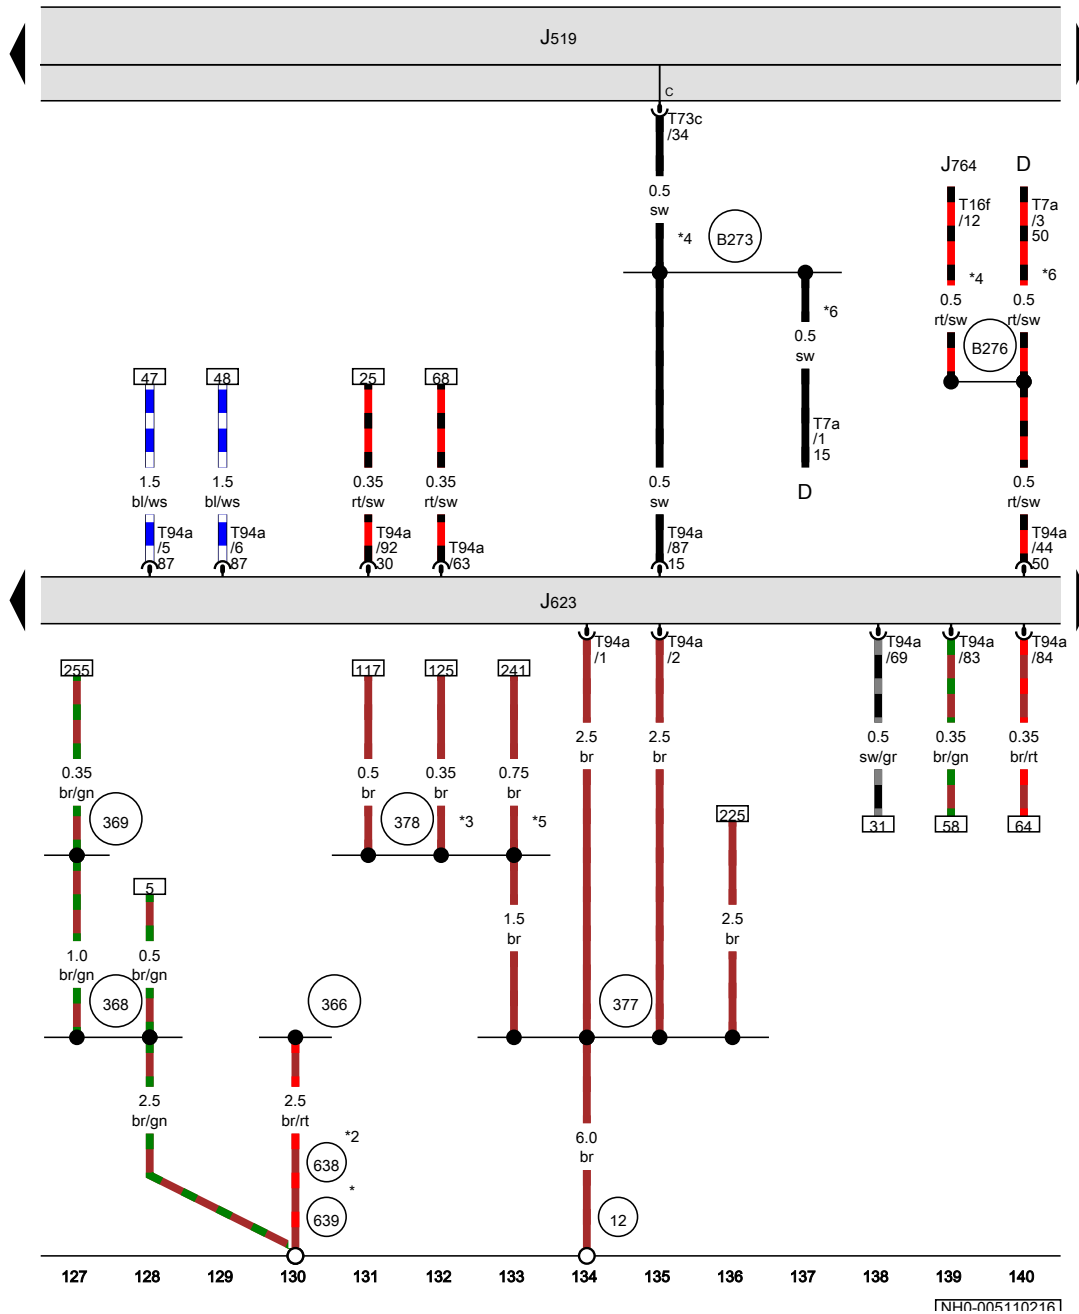 J519
c
T73c
/34
0.5
sw
*4
B273
*6
0.5
sw
T7a
/1
15
D
J764
D
T16f
/12
T7a
/3
50
*4
*6
0.5
rt/sw
0.5
rt/sw
B276
47
48
25
68
1.5
bl/ws
1.5
bl/ws
0.35
rt/sw
0.35
rt/sw
0.5
sw
0.5
rt/sw
T94a
/5
87
T94a
/6
87
T94a
/92
30
T94a
/63
T94a
/87
15
T94a
/44
50
J623
T94a
/1
T94a
/2
T94a
/69
T94a
/83
T94a
/84
255
117
125
241
0.35
br/gn
0.5
br
0.35
br
0.75
br
2.5
br
2.5
br
0.5
sw/gr
0.35
br/gn
0.35
br/rt
369
378
*3
*5
225
31
58
64
5
1.0
br/gn
0.5
br/gn
1.5
br
2.5
br
368
366
377
2.5
br/gn
2.5
br/rt
6.0
br
*2
638
*
639
12
127 128 129 130 131 132 133 134 135 136 137 138 139 140
NH0-005110216